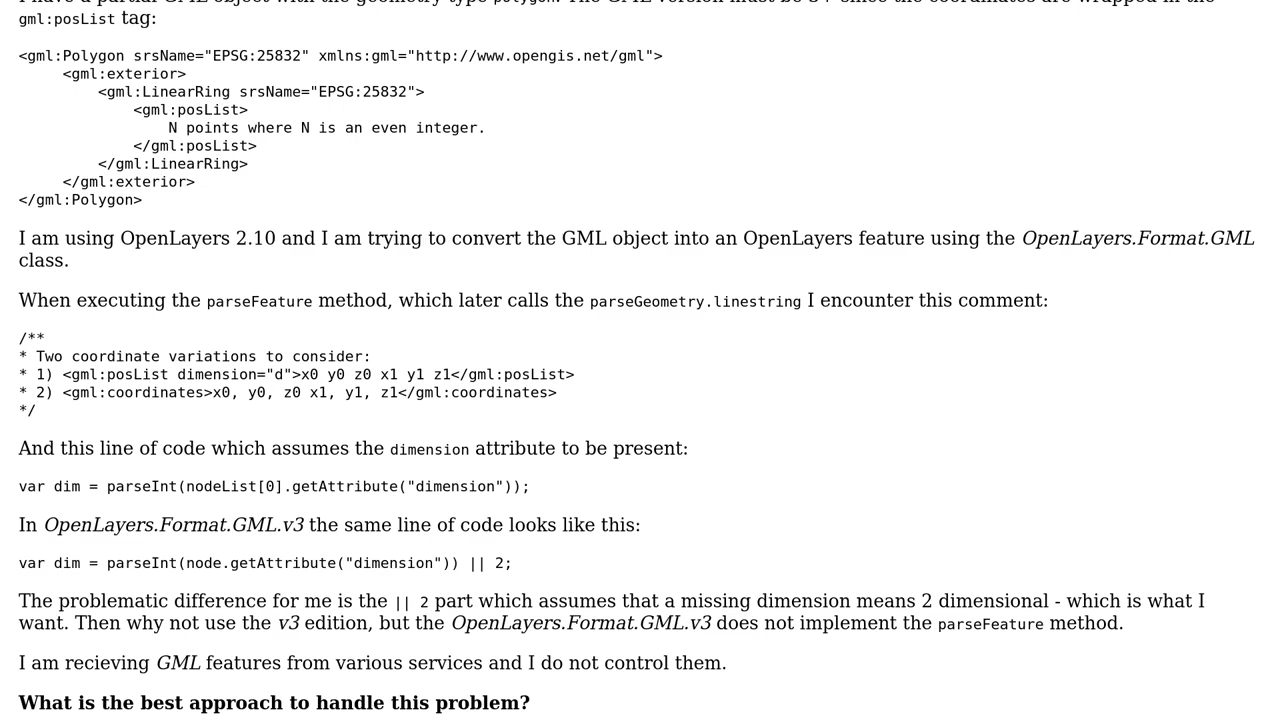 gml:posList tag:
<gml:Polygon srsName="EPSG:25832" xmlns:gml="http://www.opengis.net/gml">
<gml:exterior>
<gml:LinearRing srsName="EPSG:25832">
<gml:posList>
N points where N is an even integer.
</gml:posList>
</gml:LinearRing>
</gml:exterior>
</gml:Polygon>
I am using OpenLayers 2.10 and I am trying to convert the GML object into an OpenLayers feature using the OpenLayers.Format.GML
class.
When executing the parseFeature method, which later calls the parseGeometry.linestring I encounter this comment:
/**
* Two coordinate variations to consider:
* 1) <gml:posList dimension="d">x0 y0 z0 x1 y1 z1</gml:posList>
* 2) <gml:coordinates>x0, y0, z0 x1, y1, z1</gml:coordinates>
*/
And this line of code which assumes the dimension attribute to be present:
var dim = parseInt(nodeList[0].getAttribute("dimension"));
In OpenLayers.Format.GML.v3 the same line of code looks like this:
var dim = parseInt(node.getAttribute("dimension")) || 2;
The problematic difference for me is the || 2 part which assumes that a missing dimension means 2 dimensional - which is what I
want. Then why not use the v3 edition, but the OpenLayers.Format.GML.v3 does not implement the parseFeature method.
I am recieving GML features from various services and I do not control them.
What is the best approach to handle this problem?